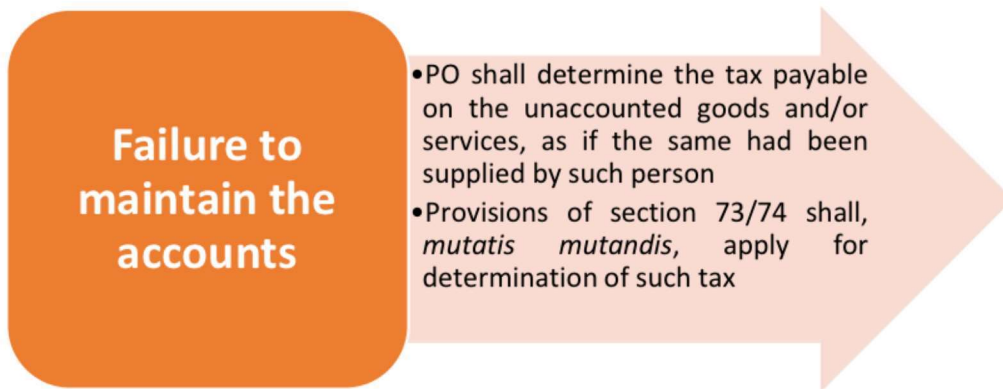 Failure to
maintain the
accounts
•PO shall determine the tax payable
on the unaccounted goods and/or
services, as if the same had been
supplied by such person
•Provisions of section 73/74 shall,
mutatis mutandis, apply for
determination of such tax